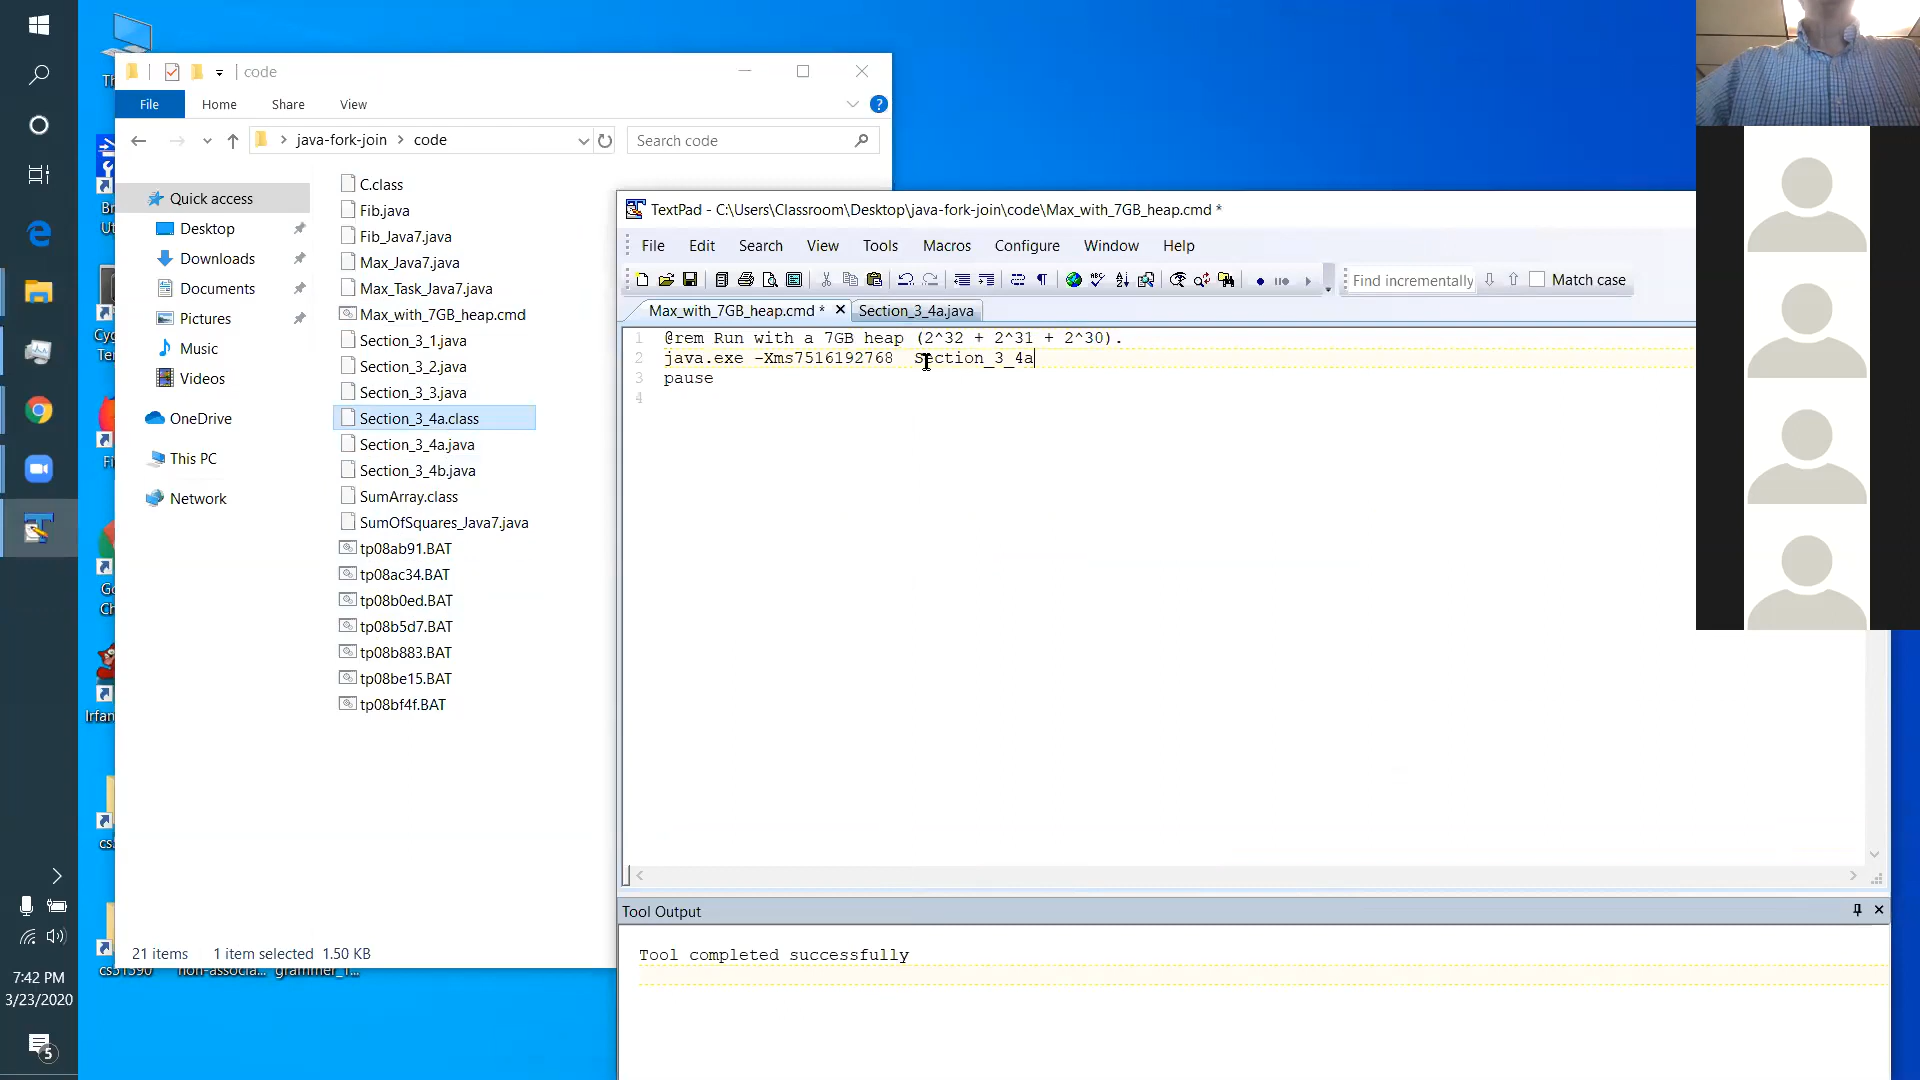 code
File
Home
Share
View
java-fork-join
code
Search code
Quick access
Desktop
Downloads
Documents
Pictures
Music
Videos
OneDrive
This PC
Network
C.class
Fib.java
Fib_Java7.java
Max_Java7.java
Max_Task_Java7.java
Max_with_7GB_heap.cmd
Section_3_1.java
Section_3_2.java
Section_3_3.java
Section_3_4a.class
Section_3_4a.java
Section_3_4b.java
SumArray.class
SumOfSquares_Java7.java
tp08ab91.BAT
tp08ac34.BAT
tp08b0ed.BAT
tp08b5d7.BAT
tp08b883.BAT
tp08be15.BAT
tp08bf4f.BAT
21 items
1 item selected 1.50 KB
TextPad - C:\Users\Classroom\Desktop\java-fork-join\code\Max_with_7GB_heap.cmd *
File Edit Search View Tools Macros Configure Window Help
Find incrementally
Match case
Max_with_7GB_heap.cmd *
Section_3_4a.java
1 @rem Run with a 7GB heap (2^32 + 2^31 + 2^30).
2 java.exe -Xms7516192768  Section_3_4a
3 pause
4
Tool Output
Tool completed successfully
7:42 PM
3/23/2020
5